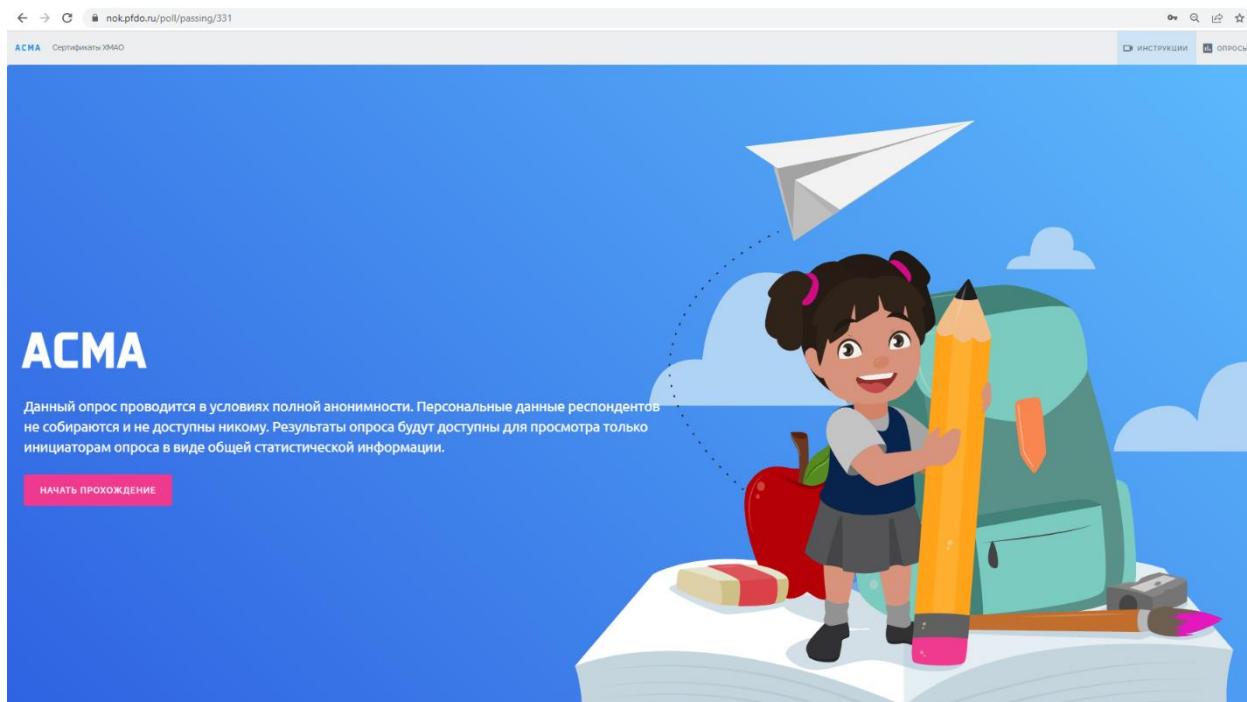 nok.pfdo.ru/poll/passing/331
АСМА Сертификаты ХМАО ИНСТРУКЦИИ ОПРОСЫ
АСМА
Данный опрос проводится в условиях полной анонимности. Персональные данные респондентов
не собираются и не доступны никому. Результаты опроса будут доступны для просмотра только
инициаторам опроса в виде общей статистической информации.
НАЧАТЬ ПРОХОЖДЕНИЕ